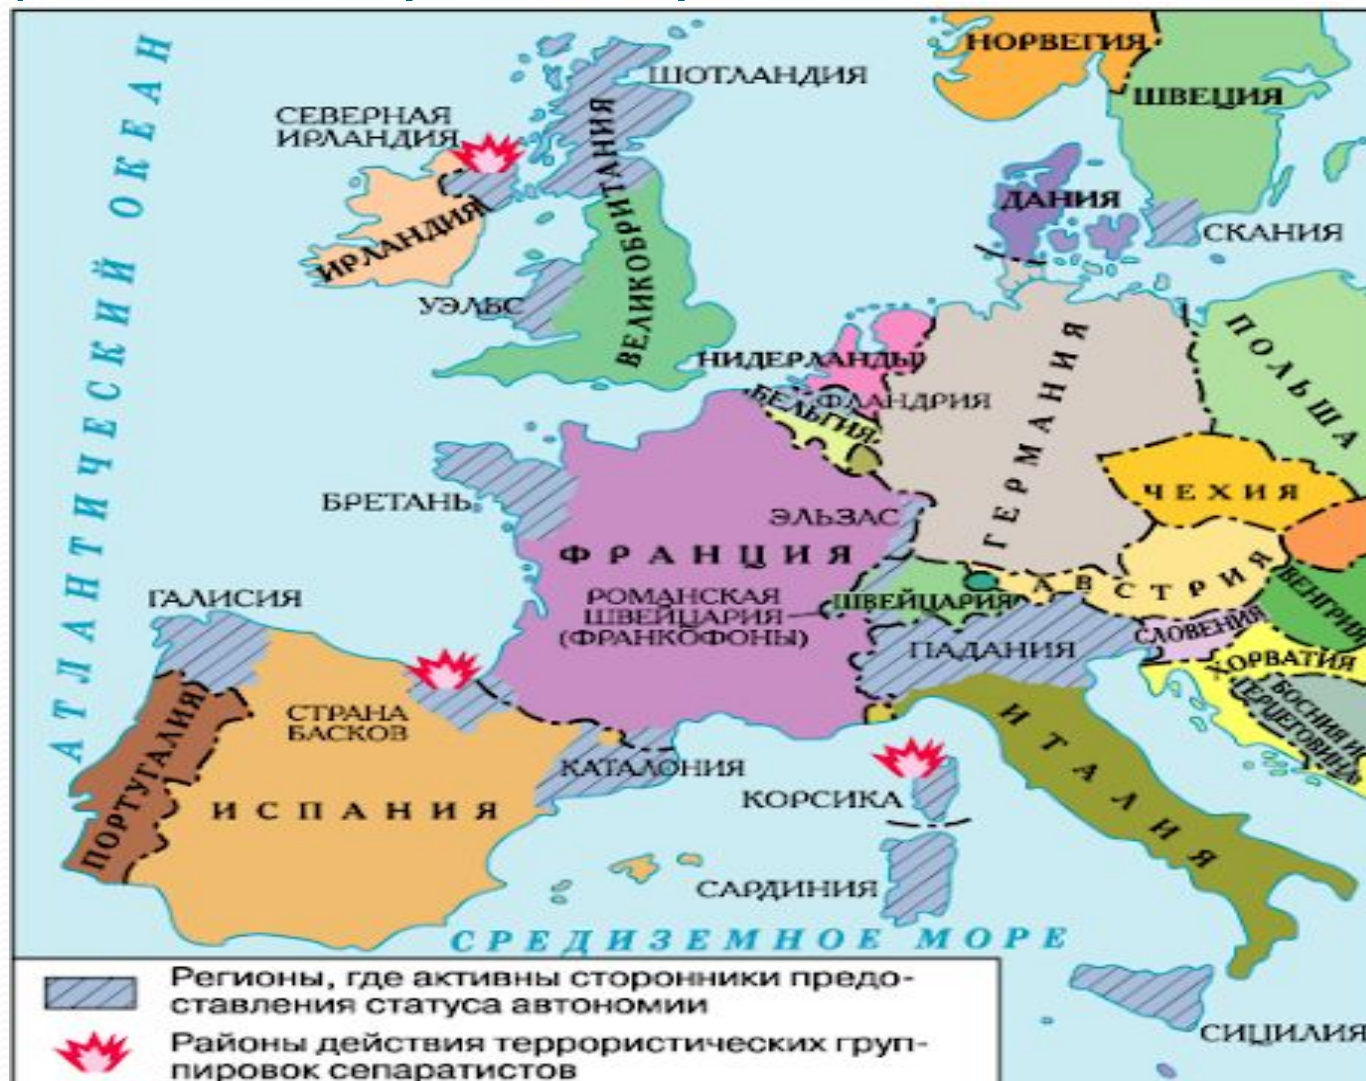 АТЛАНТИЧЕСКИЙ ОКЕАН
НОРВЕГИЯ
ШВЕЦИЯ
ШОТЛАНДИЯ
СЕВЕРНАЯ
ИРЛАНДИЯ
ВЕЛИКОБРИТАНИЯ
ИРЛАНДИЯ
ДАНИЯ
СКАНИЯ
УЭЛЬС
НИДЕРЛАНДЫ
ФЛАНДРИЯ
БЕЛЬГИЯ
ГЕРМАНИЯ
ПОЛЬША
БРЕТАНЬ
ЭЛЬЗАС
ЧЕХИЯ
ФРАНЦИЯ
АВСТРИЯ
ВЕНГРИЯ
ГАЛИСИЯ
РОМАНСКАЯ
ШВЕЙЦАРИЯ
(ФРАНКОФОНЫ)
ШВЕЙЦАРИЯ
ПАДАНИЯ
СЛОВЕНИЯ
ХОРВАТИЯ
БОСНИЯ И
ГЕРЦЕГОВИНА
СТРАНА
БАСКОВ
ПОРТУГАЛИЯ
ИСПАНИЯ
КАТАЛОНИЯ
КОРСИКА
ИТАЛИЯ
САРДИНИЯ
СРЕДИЗЕМНОЕ МОРЕ
СИЦИЛИЯ
Регионы, где активны сторонники предо-
ставления статуса автономии
Районы действия террористических груп-
пировок сепаратистов